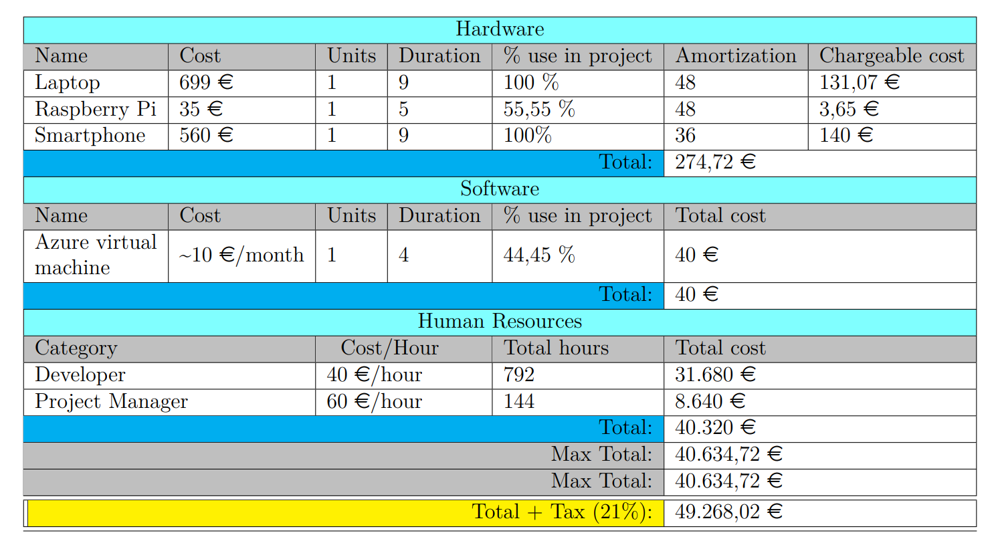 Hardware
Name Cost Units Duration % use in project Amortization Chargeable cost
Laptop 699 € 1 9 100 % 48 131,07 €
Raspberry Pi 35 € 1 5 55,55 % 48 3,65 €
Smartphone 560 € 1 9 100% 36 140 €
Total: 274,72 €
Software
Name Cost Units Duration % use in project Total cost
Azure virtual machine ~10 €/month 1 4 44,45 % 40 €
Total: 40 €
Human Resources
Category Cost/Hour Total hours Total cost
Developer 40 €/hour 792 31.680 €
Project Manager 60 €/hour 144 8.640 €
Total: 40.320 €
Max Total: 40.634,72 €
Max Total: 40.634,72 €
Total + Tax (21%): 49.268,02 €